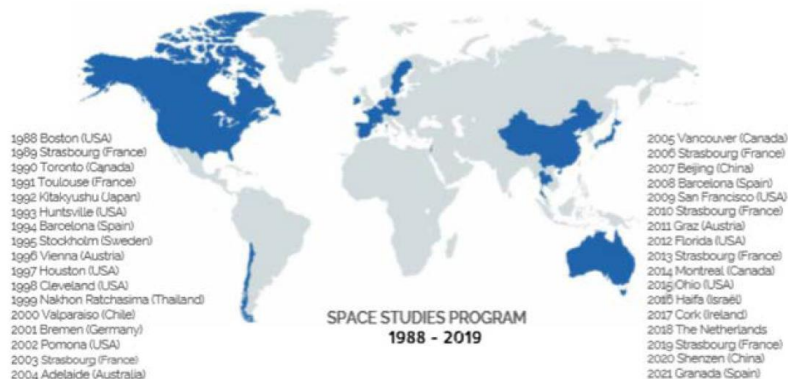 1988 Boston (USA)
1989 Strasbourg (France)
1990 Toronto (Canada)
1991 Toulouse (France)
1992 Kitakyushu (Japan)
1993 Huntsville (USA)
1994 Barcelona (Spain)
1995 Stockholm (Sweden)
1996 Vienna (Austria)
1997 Houston (USA)
1998 Cleveland (USA)
1999 Nakhon Ratchasima (Thailand)
2000 Valparaiso (Chile)
2001 Bremen (Germany)
2002 Pomona (USA)
2003 Strasbourg (France)
2004 Adelaide (Australia)
SPACE STUDIES PROGRAM
1988 - 2019
2005 Vancouver (Canada)
2006 Strasbourg (France)
2007 Beijing (China)
2008 Barcelona (Spain)
2009 San Francisco (USA)
2010 Strasbourg (France)
2011 Graz (Austria)
2012 Florida (USA)
2013 Strasbourg (France)
2014 Montreal (Canada)
2015 Ohio (USA)
2016 Haifa (Israël)
2017 Cork (Ireland)
2018 The Netherlands
2019 Strasbourg (France)
2020 Shenzen (China)
2021 Granada (Spain)